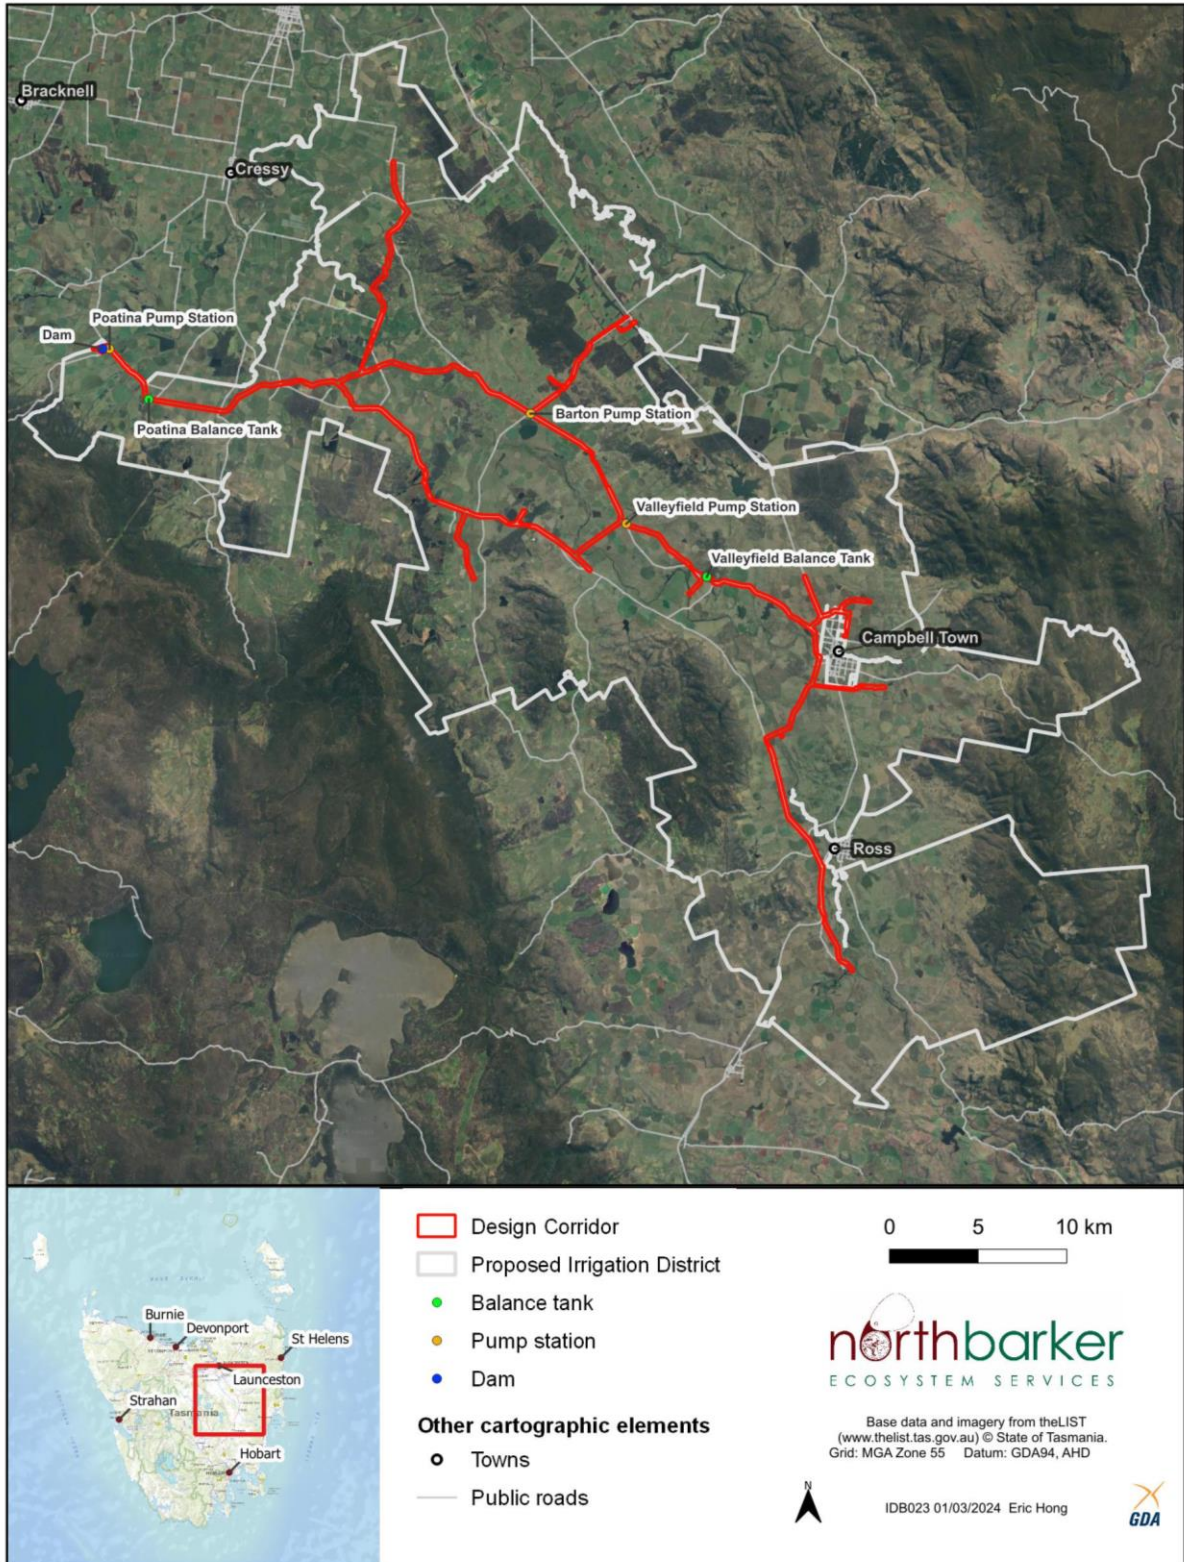 Bracknell
Cressy
Poatina Pump Station
Dam
Poatina Balance Tank
Barton Pump Station
Valleyfield Pump Station
Valleyfield Balance Tank
Campbell Town
Ross
Burnie
Devonport
St Helens
Launceston
Strahan
Tasmania
Hobart
Design Corridor
Proposed Irrigation District
Balance tank
Pump station
Dam
Other cartographic elements
Towns
Public roads
0 5 10 km
northbarker
ECOSYSTEM SERVICES
Base data and imagery from theLIST
(www.thelist.tas.gov.au) © State of Tasmania.
Grid: MGA Zone 55 Datum: GDA94, AHD
N
IDB023 01/03/2024 Eric Hong
GDA